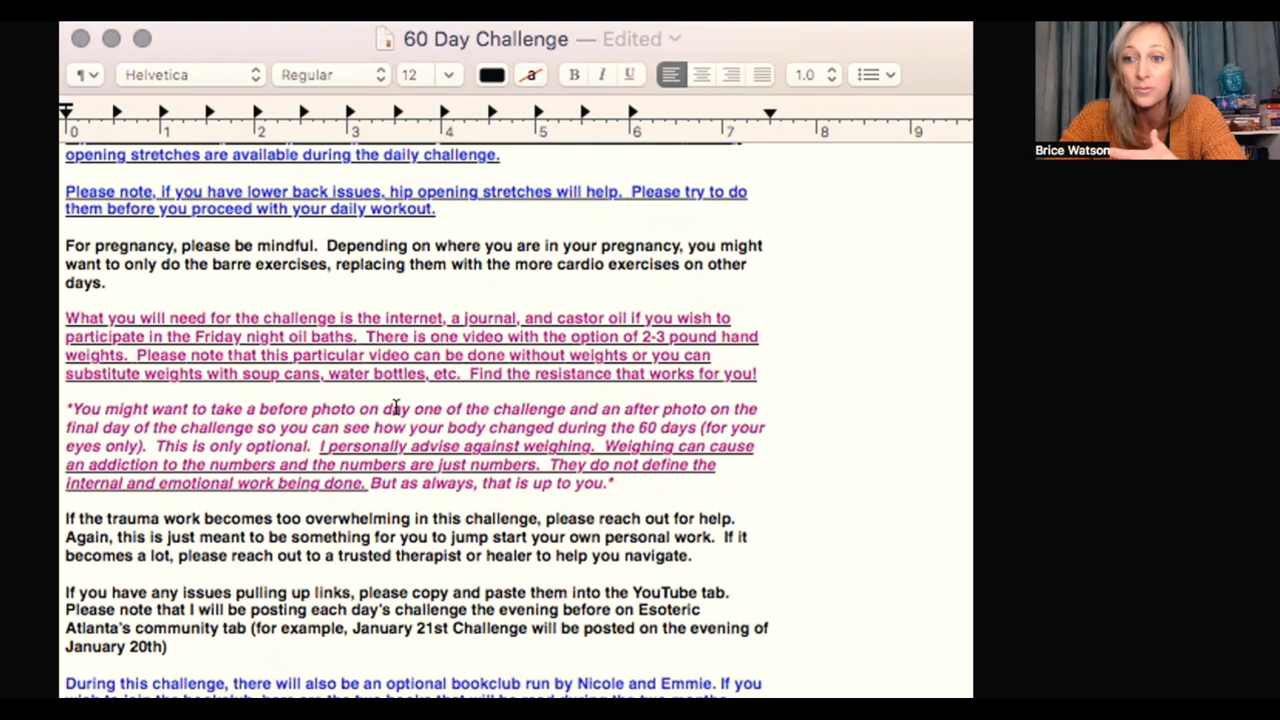 60 Day Challenge — Edited
Helvetica
Regular
12
a
B I U
1.0
0 1 2 3 4 5 6 7 8 9
opening stretches are available during the daily challenge.
Please note, if you have lower back issues, hip opening stretches will help. Please try to do
them before you proceed with your daily workout.
For pregnancy, please be mindful. Depending on where you are in your pregnancy, you might
want to only do the barre exercises, replacing them with the more cardio exercises on other
days.
What you will need for the challenge is the internet, a journal, and castor oil if you wish to
participate in the Friday night oil baths. There is one video with the option of 2-3 pound hand
weights. Please note that this particular video can be done without weights or you can
substitute weights with soup cans, water bottles, etc. Find the resistance that works for you!
*You might want to take a before photo on day one of the challenge and an after photo on the
final day of the challenge so you can see how your body changed during the 60 days (for your
eyes only). This is only optional. I personally advise against weighing. Weighing can cause
an addiction to the numbers and the numbers are just numbers. They do not define the
internal and emotional work being done. But as always, that is up to you.*
If the trauma work becomes too overwhelming in this challenge, please reach out for help.
Again, this is just meant to be something for you to jump start your own personal work. If it
becomes a lot, please reach out to a trusted therapist or healer to help you navigate.
If you have any issues pulling up links, please copy and paste them into the YouTube tab.
Please note that I will be posting each day's challenge the evening before on Esoteric
Atlanta's community tab (for example, January 21st Challenge will be posted on the evening of
January 20th)
During this challenge, there will also be an optional bookclub run by Nicole and Emmie. If you
Brice Watson